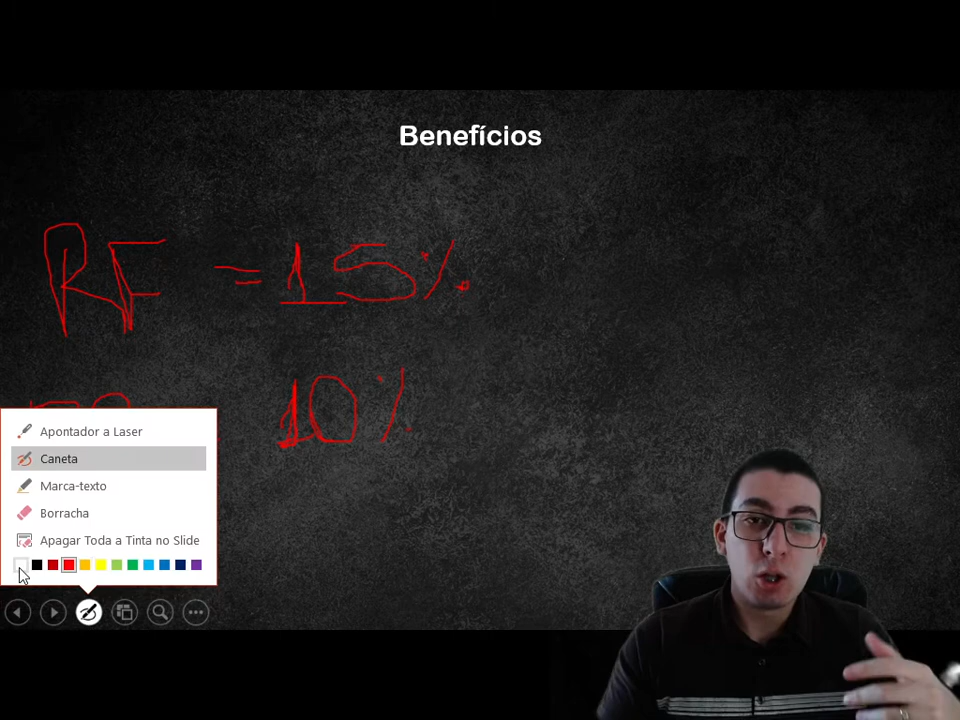 Benefícios
RF = 15%
10%
Apontador a Laser
Caneta
Marca-texto
Borracha
Apagar Toda a Tinta no Slide